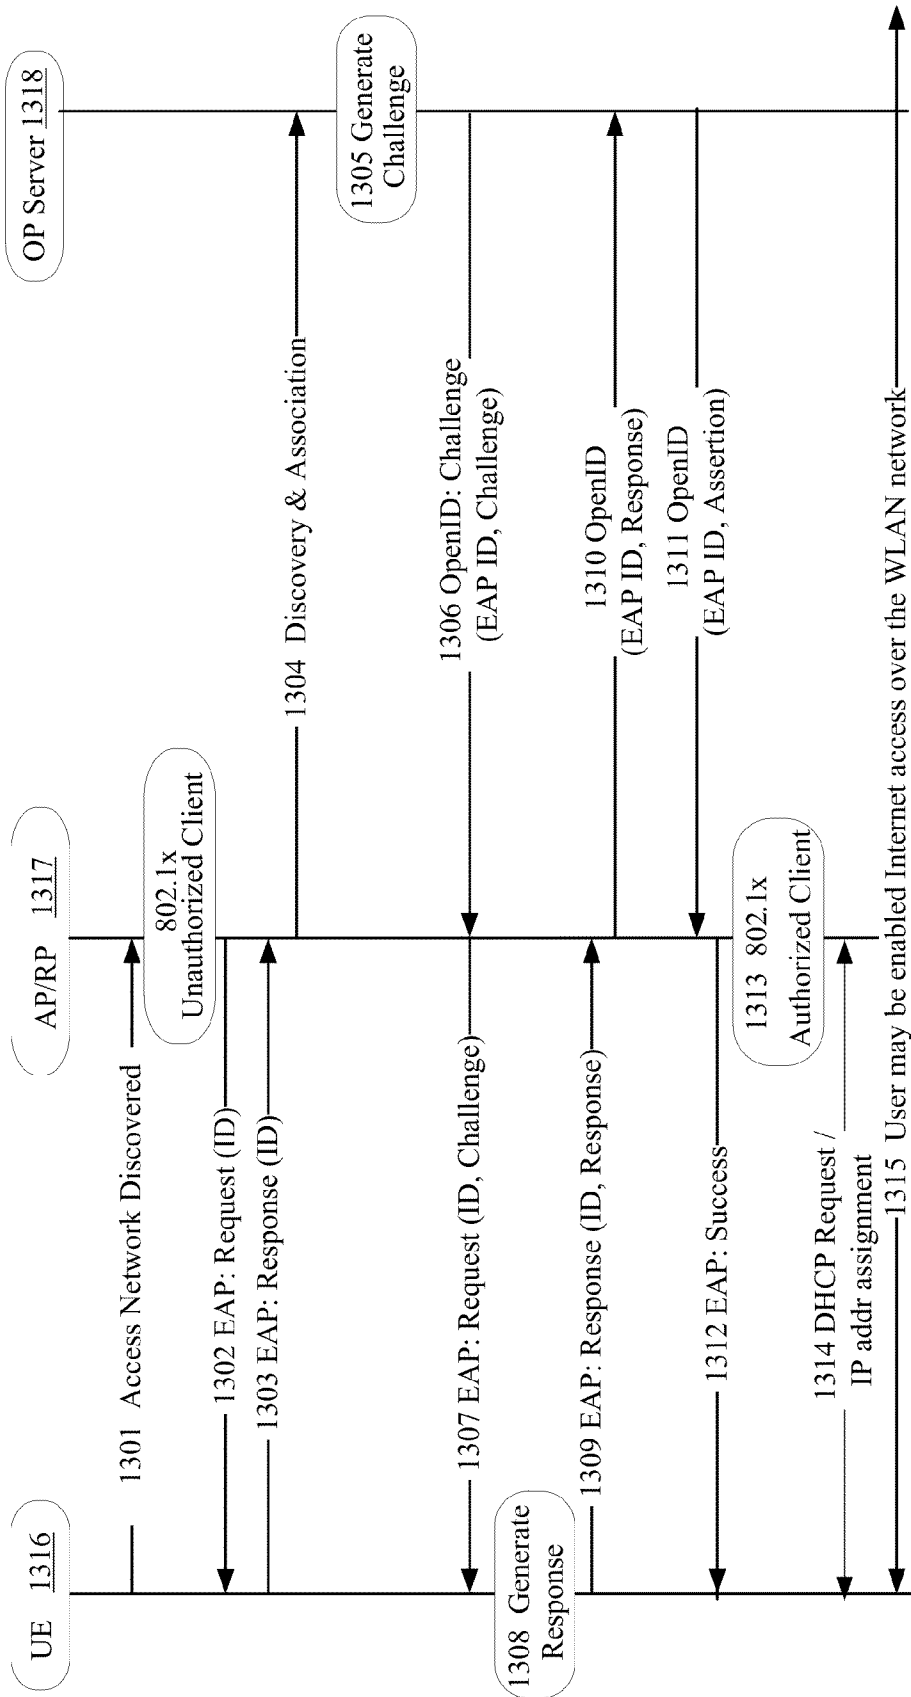 UE 1316
AP/RP 1317
OP Server 1318
1301 Access Network Discovered
802.1x
Unauthorized Client
1302 EAP: Request (ID)
1303 EAP: Response (ID)
1304 Discovery & Association
1305 Generate
Challenge
1306 OpenID: Challenge
(EAP ID, Challenge)
1307 EAP: Request (ID, Challenge)
1308 Generate
Response
1309 EAP: Response (ID, Response)
1310 OpenID
(EAP ID, Response)
1311 OpenID
(EAP ID, Assertion)
1312 EAP: Success
1313 802.1x
Authorized Client
1314 DHCP Request /
IP addr assignment
1315 User may be enabled Internet access over the WLAN network